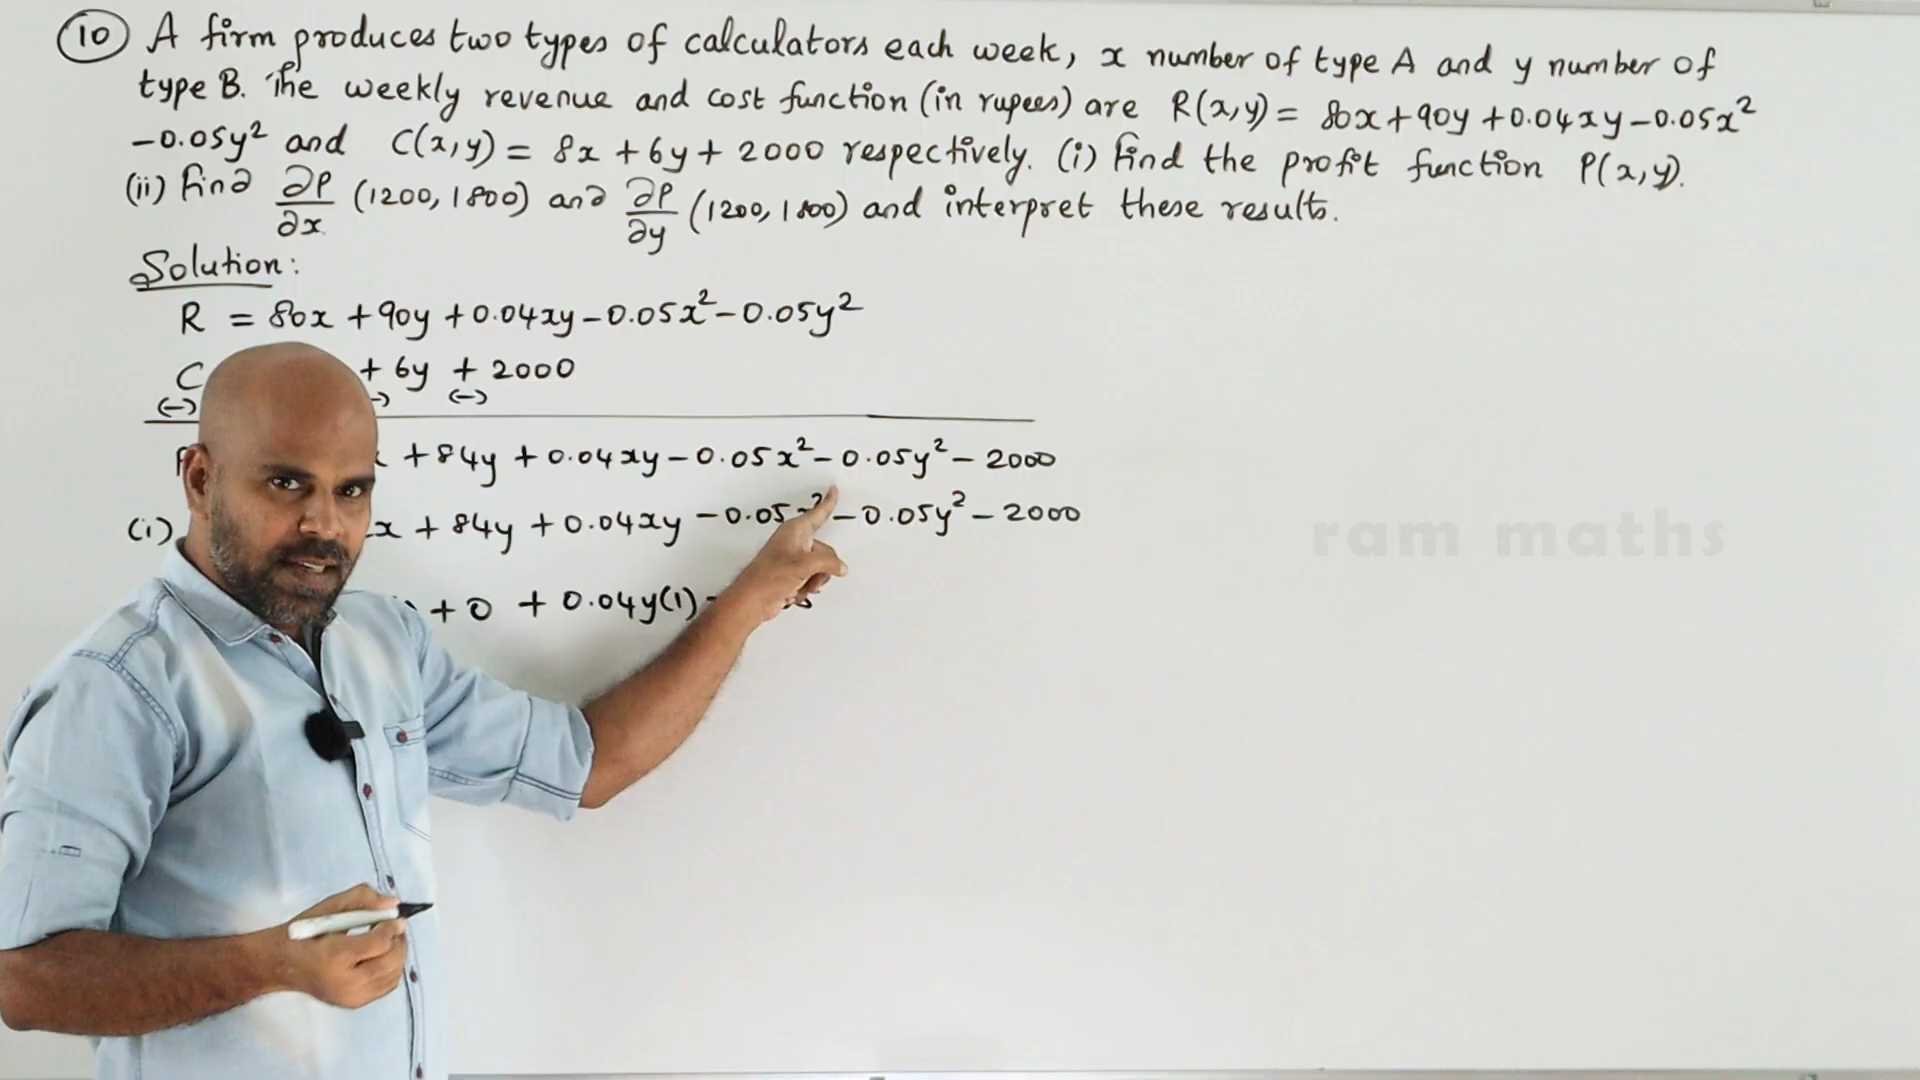 (10) A firm produces two types of calculators each week, x number of type A and y number of
type B. The weekly revenue and cost function (in rupees) are R(x,y) = 80x+90y+0.04xy-0.05x²
-0.05y² and C(x,y) = 8x+6y+2000 respectively. (i) Find the profit function P(x,y).
(ii) Find ∂P/∂x (1200, 1800) and ∂P/∂y (1200, 1800) and interpret these results.
Solution:
R = 80x +90y +0.04xy-0.05x²-0.05y²
C + 6y + 2000
(-) (-)
+84y +0.04xy-0.05x²-0.05y²-2000
(i) x + 84y +0.04xy -0.05x²-0.05y²-2000
+0 + 0.04y(1)-
ram maths